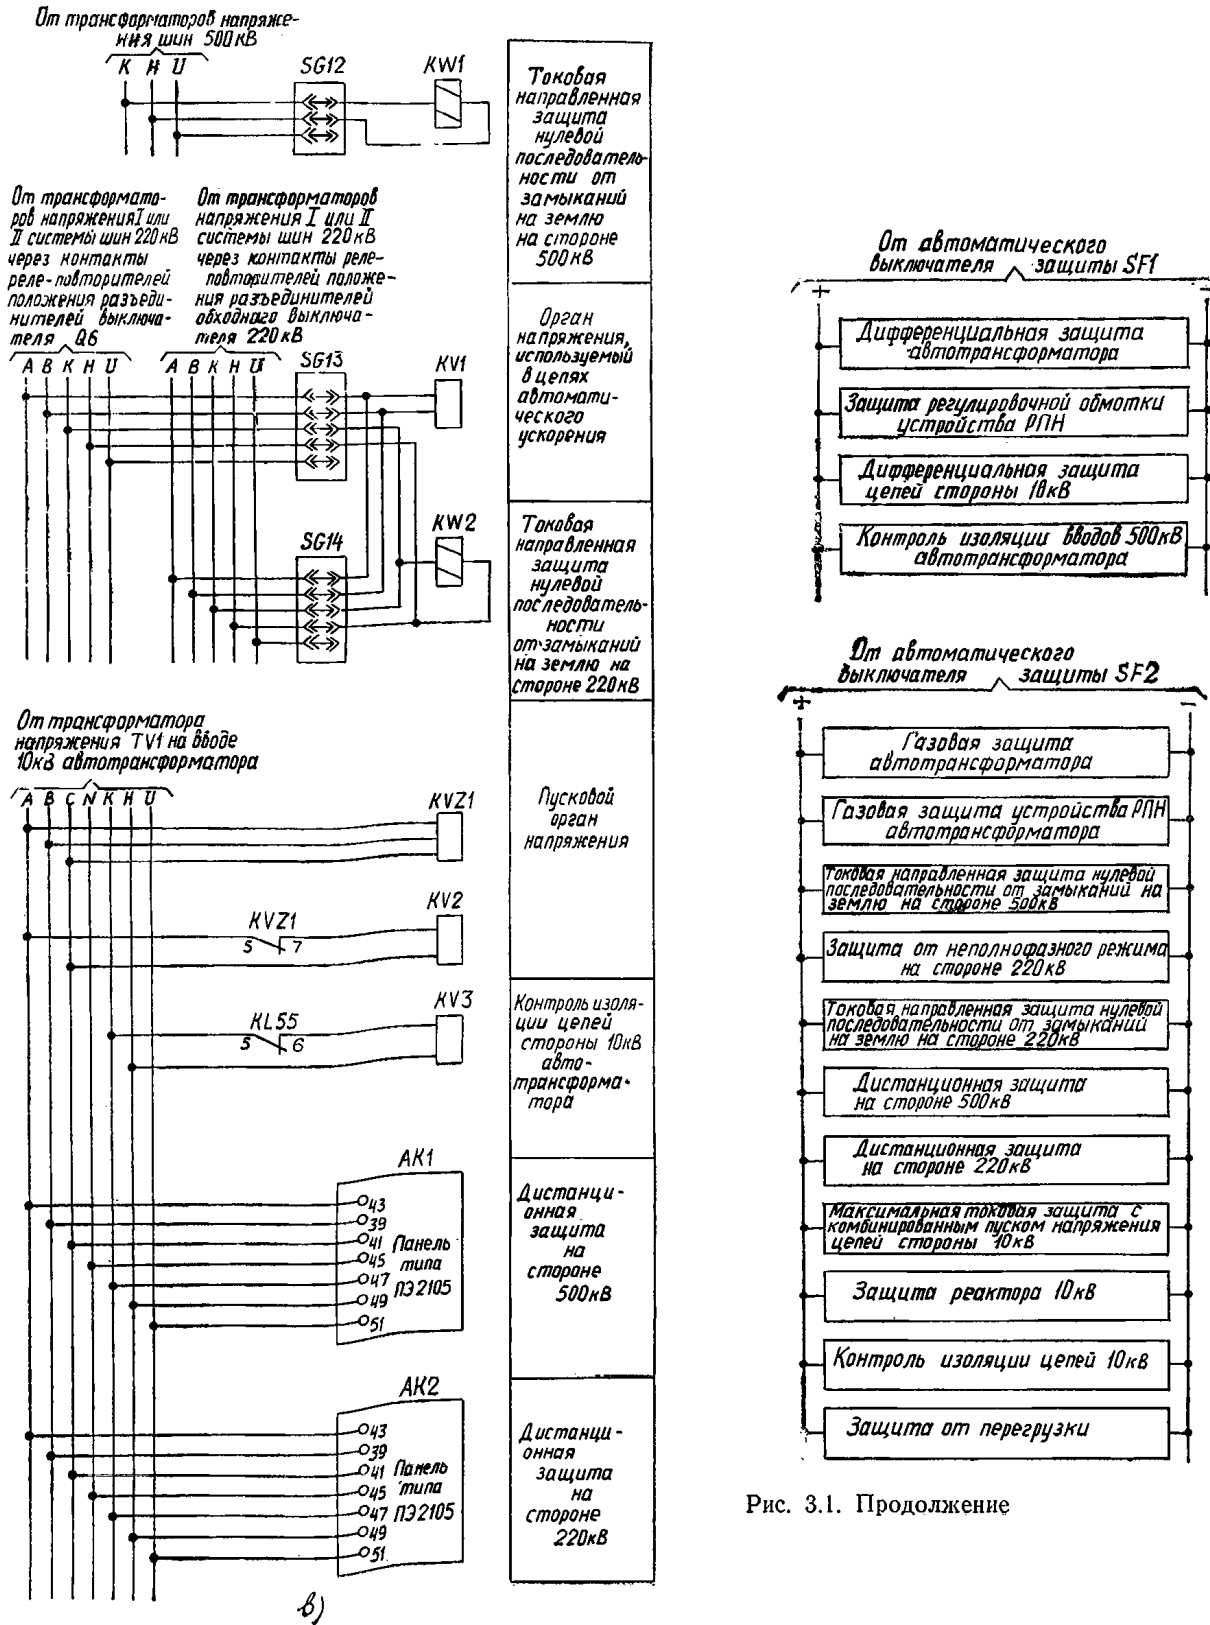 От трансформаторов напряже-
ния шин 500кВ
К Н U
SG12
KW1
Токовая
направленная
защита
нулевой
последователь-
ности от
замыканий
на землю
на стороне
500кВ
От трансформато-
ров напряжения I или
II системы шин 220кВ
через контакты
реле-повторителей
положения разъеди-
нителей выключа-
теля Q6
От трансформаторов
напряжения I или II
системы шин 220кВ
через контакты реле-
повторителей положе-
ния разъединителей
обходного выключа-
теля 220кВ
А В К Н U
А В К Н U
SG13
KV1
Орган
напряжения,
используемый
в цепях
автомати-
ческого
ускорения
SG14
KW2
Токовая
направленная
защита
нулевой
последователь-
ности
от замыканий
на землю на
стороне 220кВ
От трансформатора
напряжения TV1 на вводе
10кВ автотрансформатора
А В С N К Н U
KVZ1
Пусковой
орган
напряжения
KVZ1
5 7
KV2
KL55
5 6
KV3
Контроль изоля-
ции цепей
стороны 10кВ
авто-
трансформа-
тора
АК1
43
39
41
45
47
49
51
Панель
типа
ПЭ2105
Дистанци-
онная
защита
на
стороне
500кВ
АК2
43
39
41
45
47
49
51
Панель
типа
ПЭ2105
Дистанци-
онная
защита
на
стороне
220кВ
в)
От автоматического
выключателя защиты SF1
+ -
Дифференциальная защита
автотрансформатора
Защита регулировочной обмотки
устройства РПН
Дифференциальная защита
цепей стороны 10кВ
Контроль изоляции вводов 500кВ
автотрансформатора
От автоматического
выключателя защиты SF2
+ -
Газовая защита
автотрансформатора
Газовая защита устройства РПН
автотрансформатора
Токовая направленная защита нулевой
последовательности от замыканий на
землю на стороне 500кВ
Защита от неполнофазного режима
на стороне 220кВ
Токовая направленная защита нулевой
последовательности от замыканий
на землю на стороне 220кВ
Дистанционная защита
на стороне 500кВ
Дистанционная защита
на стороне 220кВ
Максимальная токовая защита с
комбинированным пуском напряжения
цепей стороны 10кВ
Защита реактора 10кВ
Контроль изоляции цепей 10кВ
Защита от перегрузки
Рис. 3.1. Продолжение